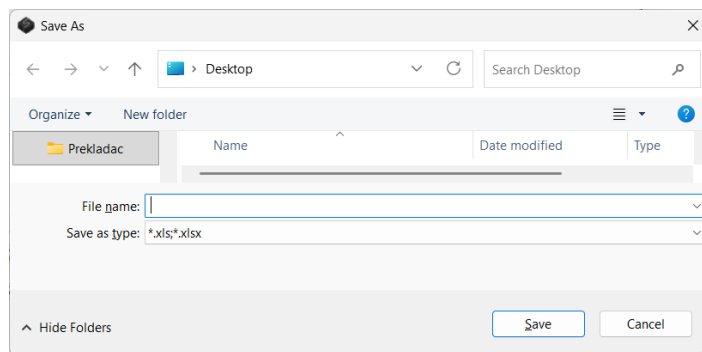 Save As
Desktop
Search Desktop
Organize New folder
?
Prekladac Name Date modified Type
File name:
Save as type: *.xls;*.xlsx
Hide Folders Save Cancel